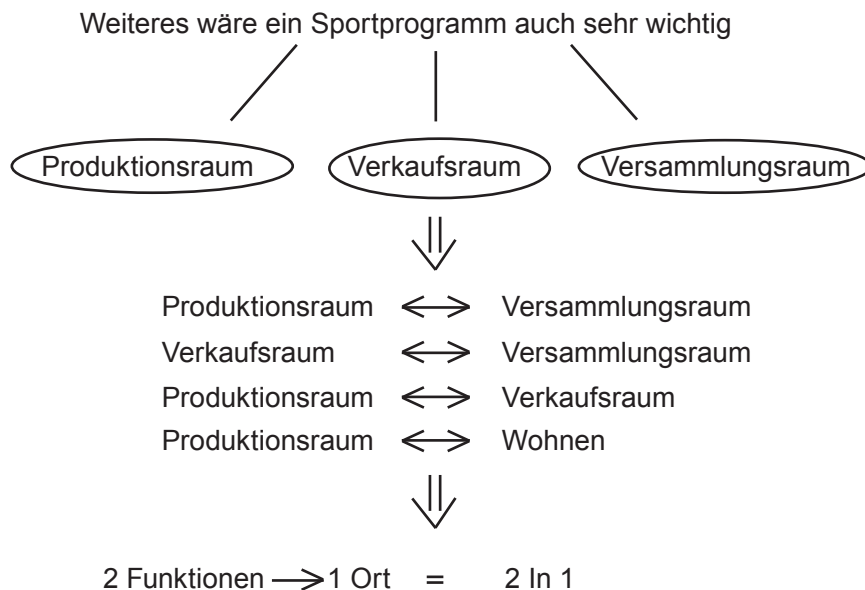 Weiteres wäre ein Sportprogramm auch sehr wichtig
Produktionsraum Verkaufsraum Versammlungsraum
Produktionsraum Versammlungsraum
Verkaufsraum Versammlungsraum
Produktionsraum Verkaufsraum
Produktionsraum Wohnen
2 Funktionen 1 Ort = 2 In 1